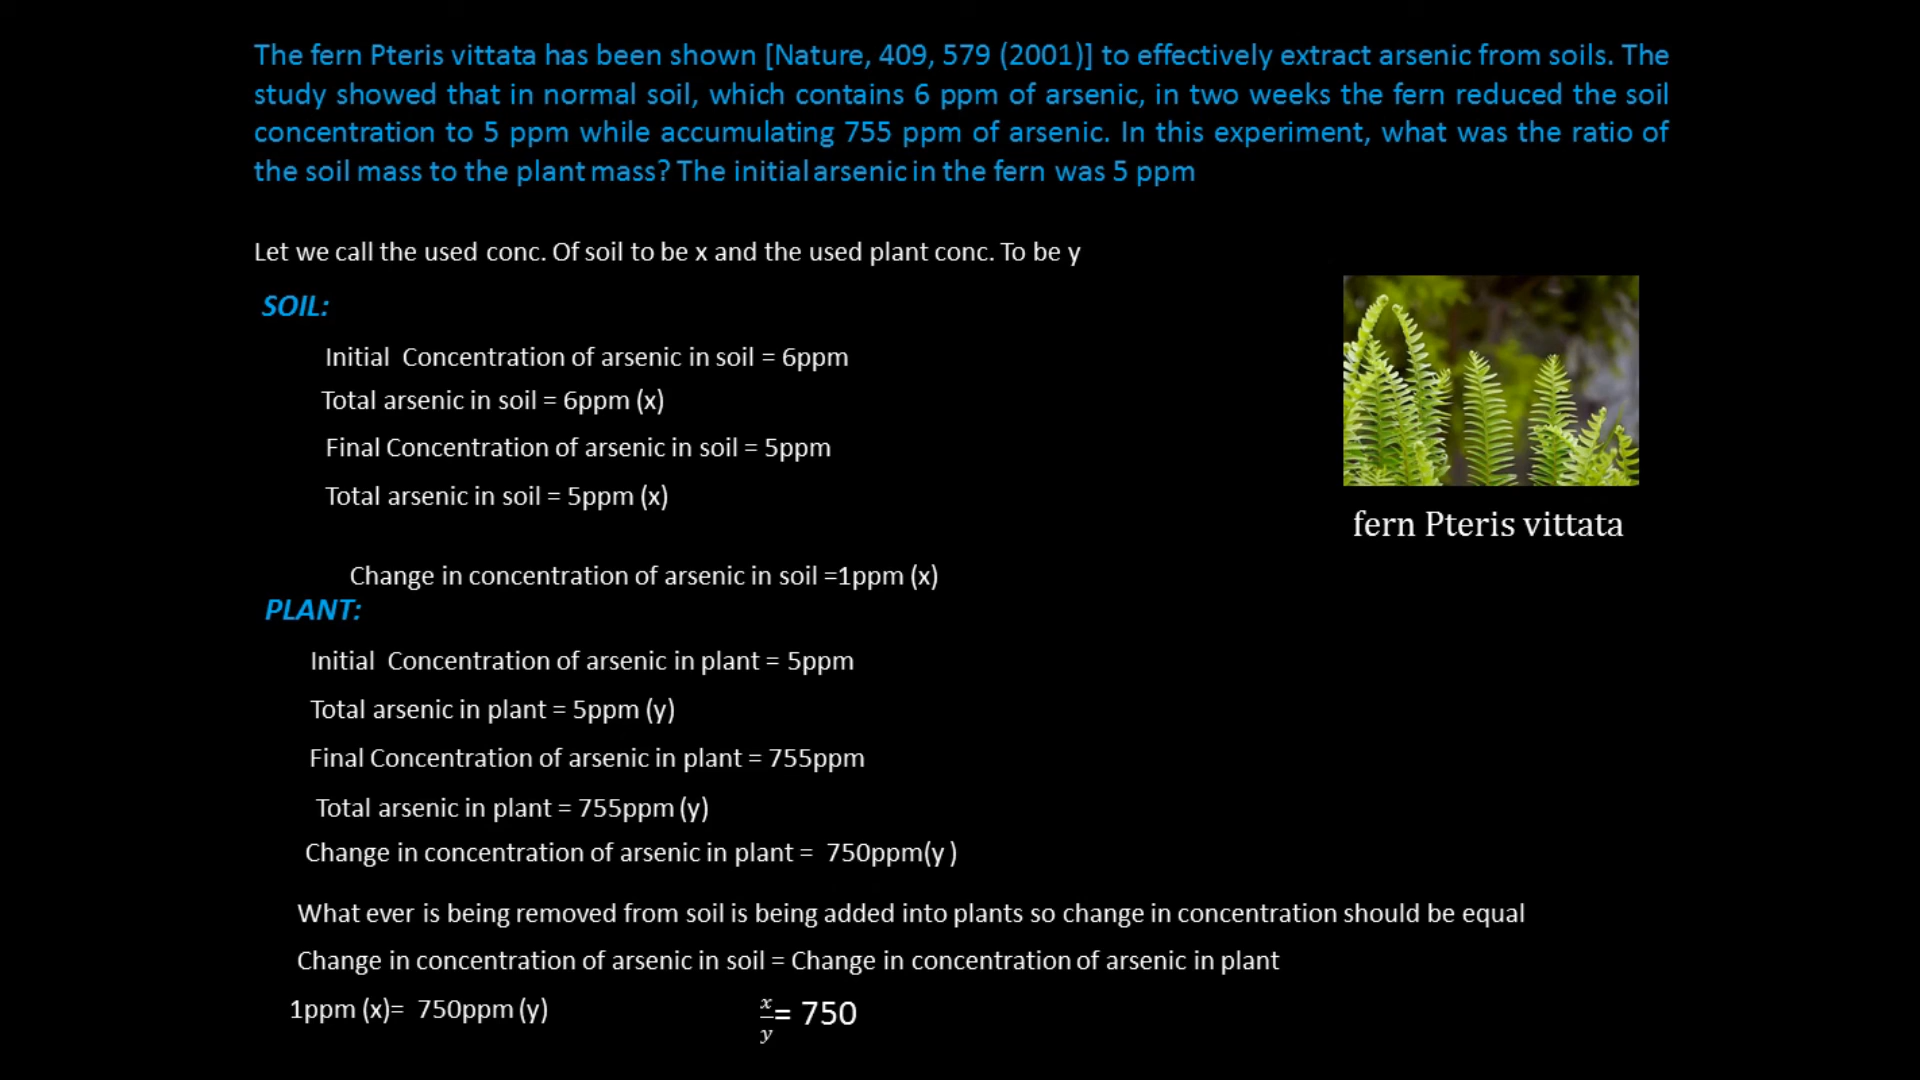 The fern Pteris vittata has been shown [Nature, 409, 579 (2001)] to effectively extract arsenic from soils. The
study showed that in normal soil, which contains 6 ppm of arsenic, in two weeks the fern reduced the soil
concentration to 5 ppm while accumulating 755 ppm of arsenic. In this experiment, what was the ratio of
the soil mass to the plant mass? The initial arsenic in the fern was 5 ppm
Let we call the used conc. Of soil to be x and the used plant conc. To be y
SOIL:
Initial Concentration of arsenic in soil = 6ppm
Total arsenic in soil = 6ppm (x)
Final Concentration of arsenic in soil = 5ppm
Total arsenic in soil = 5ppm (x)
fern Pteris vittata
Change in concentration of arsenic in soil =1ppm (x)
PLANT:
Initial Concentration of arsenic in plant = 5ppm
Total arsenic in plant = 5ppm (y)
Final Concentration of arsenic in plant = 755ppm
Total arsenic in plant = 755ppm (y)
Change in concentration of arsenic in plant = 750ppm(y )
What ever is being removed from soil is being added into plants so change in concentration should be equal
Change in concentration of arsenic in soil = Change in concentration of arsenic in plant
1ppm (x)= 750ppm (y)
x/y = 750